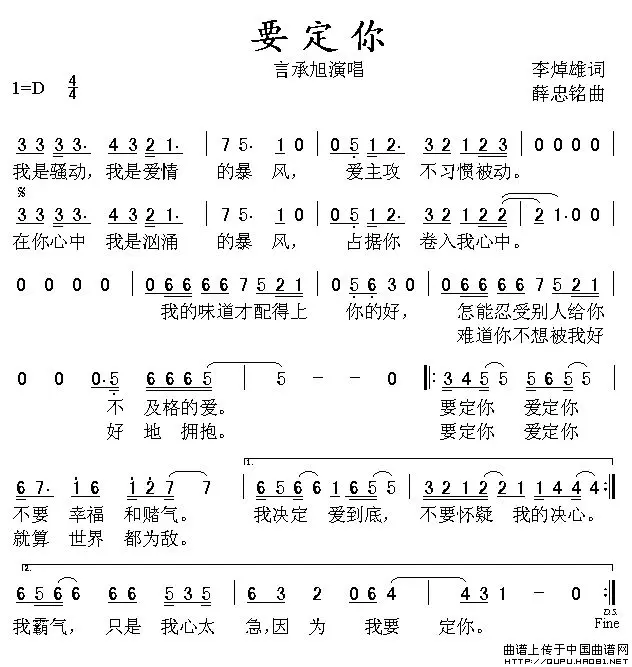 要定你
言承旭演唱
李焯雄词
1=D 4/4
薛忠铭曲
3 3 3 3· 4 3 2 1· | 7 5· 1 0 | 0 5 1 2· 3 2 1 2 3 | 0 0 0 0 |
我是骚动，我是爱情 的暴 风， 爱主攻 不习惯被动。
3 3 3 3· 4 3 2 1· | 7 5· 1 0 | 0 5 1 2· 3 2 1 2 2 | 2 1· 0 0 |
在你心中 我是汹涌 的暴 风， 占据你 卷入我心中。
0 0 0 0 | 0 6 6 6 6 7 5 2 1 | 0 5 6 3 0 | 0 6 6 6 6 7 5 2 1 |
我的味道才配得上 你的好， 怎能忍受别人给你
难道你不想被我好
0 0 0· 5 6 6 6 5 | 5 - - 0 |: 3 4 5 5 5 6 5 5 |
不 及格的爱。 要定你 爱定你
好 地 拥抱。 要定你 爱定你
6 7· 1 6 1 2 7 7 | 1. 6 5 6 6 1 6 5 5 | 3 2 1 2 2 1 4 4 :|
不要 幸福 和赌气。 我决定 爱到底， 不要怀疑 我的决心。
就算 世界 都为敌。
2.
6 5 6 6 6 6 5 3 5 | 6 3 2 0 4 | 4 4 3 1 - 0 :|
我霸气， 只是 我心太 急，因 为 我要 定你。
D.S.
Fine
曲谱上传于中国曲谱网
http://QUPU.HAO81.NET